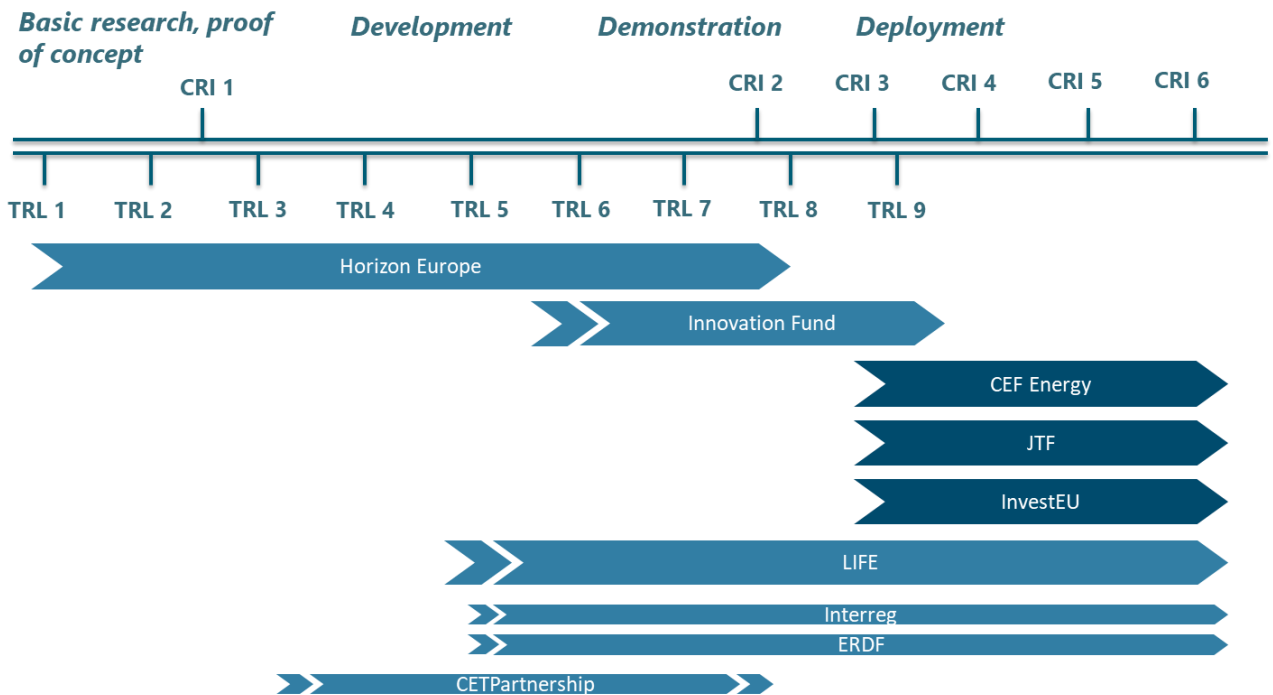 Basic research, proof
of concept
Development
Demonstration
Deployment
CRI 1
CRI 2
CRI 3
CRI 4
CRI 5
CRI 6
TRL 1
TRL 2
TRL 3
TRL 4
TRL 5
TRL 6
TRL 7
TRL 8
TRL 9
Horizon Europe
Innovation Fund
CEF Energy
JTF
InvestEU
LIFE
Interreg
ERDF
CETPartnership